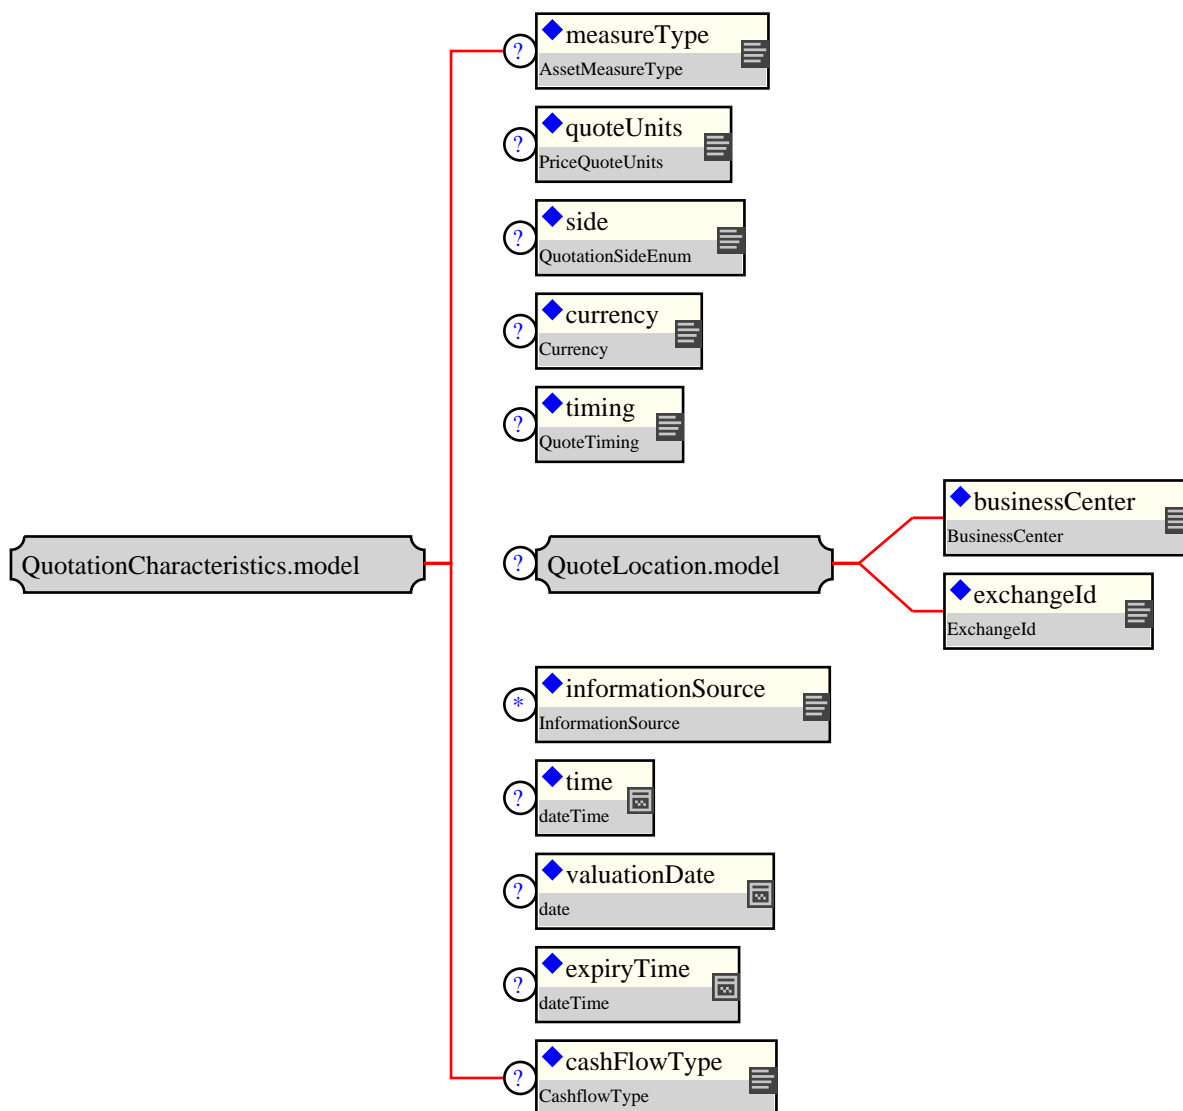 ?
measureType
AssetMeasureType
?
quoteUnits
PriceQuoteUnits
?
side
QuotationSideEnum
?
currency
Currency
?
timing
QuoteTiming
QuotationCharacteristics.model
?
QuoteLocation.model
businessCenter
BusinessCenter
exchangeId
ExchangeId
*
informationSource
InformationSource
?
time
dateTime
?
valuationDate
date
?
expiryTime
dateTime
?
cashFlowType
CashflowType